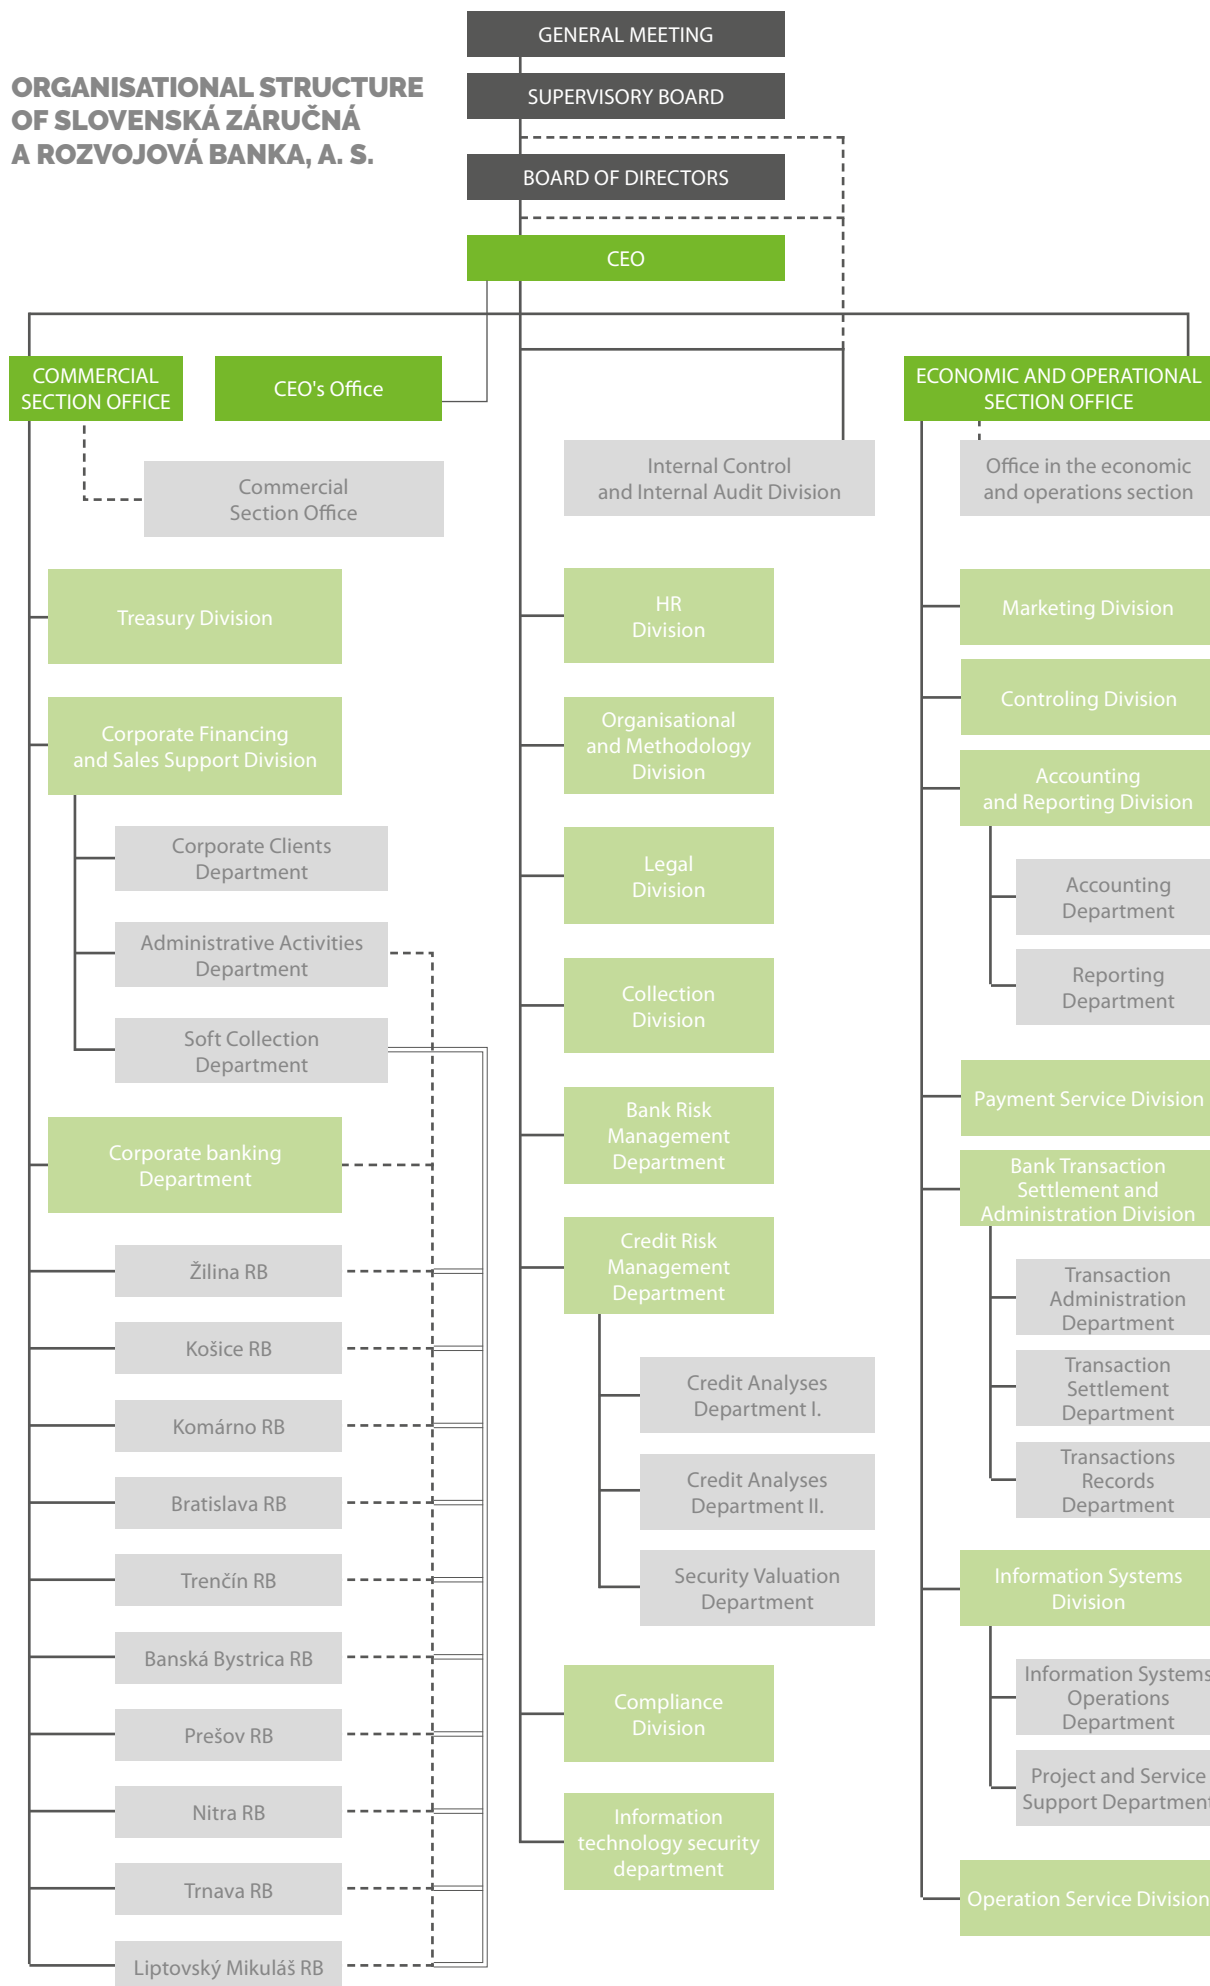 GENERAL MEETING
ORGANISATIONAL STRUCTURE
OF SLOVENSKÁ ZÁRUČNÁ
A ROZVOJOVÁ BANKA, A. S.
SUPERVISORY BOARD
BOARD OF DIRECTORS
CEO
COMMERCIAL
SECTION OFFICE
CEO's Office
ECONOMIC AND OPERATIONAL
SECTION OFFICE
Commercial
Section Office
Internal Control
and Internal Audit Division
Office in the economic
and operations section
Treasury Division
Corporate Financing
and Sales Support Division
Corporate Clients
Department
Administrative Activities
Department
Soft Collection
Department
Corporate banking
Department
Žilina RB
Košice RB
Komárno RB
Bratislava RB
Trenčín RB
Banská Bystrica RB
Prešov RB
Nitra RB
Trnava RB
Liptovský Mikuláš RB
HR
Division
Organisational
and Methodology
Division
Legal
Division
Collection
Division
Bank Risk
Management
Department
Credit Risk
Management
Department
Credit Analyses
Department I.
Credit Analyses
Department II.
Security Valuation
Department
Compliance
Division
Information
technology security
department
Marketing Division
Controling Division
Accounting
and Reporting Division
Accounting
Department
Reporting
Department
Payment Service Division
Bank Transaction
Settlement and
Administration Division
Transaction
Administration
Department
Transaction
Settlement
Department
Transactions
Records
Department
Information Systems
Division
Information Systems
Operations
Department
Project and Service
Support Department
Operation Service Division